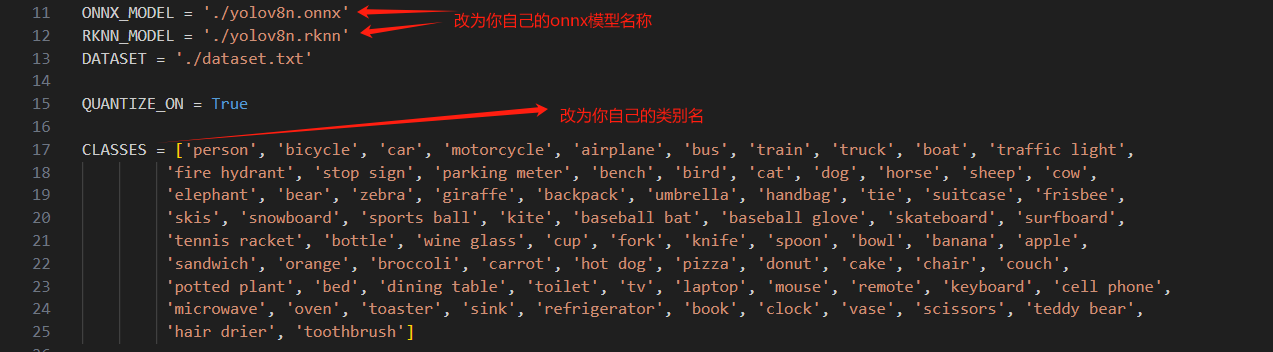 11 ONNX_MODEL = './yolov8n.onnx' 改为你自己的onnx模型名称
12 RKNN_MODEL = './yolov8n.rknn'
13 DATASET = './dataset.txt'
14
15 QUANTIZE_ON = True
改为你自己的类别名
16
17 CLASSES = ['person', 'bicycle', 'car', 'motorcycle', 'airplane', 'bus', 'train', 'truck', 'boat', 'traffic light',
18 'fire hydrant', 'stop sign', 'parking meter', 'bench', 'bird', 'cat', 'dog', 'horse', 'sheep', 'cow',
19 'elephant', 'bear', 'zebra', 'giraffe', 'backpack', 'umbrella', 'handbag', 'tie', 'suitcase', 'frisbee',
20 'skis', 'snowboard', 'sports ball', 'kite', 'baseball bat', 'baseball glove', 'skateboard', 'surfboard',
21 'tennis racket', 'bottle', 'wine glass', 'cup', 'fork', 'knife', 'spoon', 'bowl', 'banana', 'apple',
22 'sandwich', 'orange', 'broccoli', 'carrot', 'hot dog', 'pizza', 'donut', 'cake', 'chair', 'couch',
23 'potted plant', 'bed', 'dining table', 'toilet', 'tv', 'laptop', 'mouse', 'remote', 'keyboard', 'cell phone',
24 'microwave', 'oven', 'toaster', 'sink', 'refrigerator', 'book', 'clock', 'vase', 'scissors', 'teddy bear',
25 'hair drier', 'toothbrush']